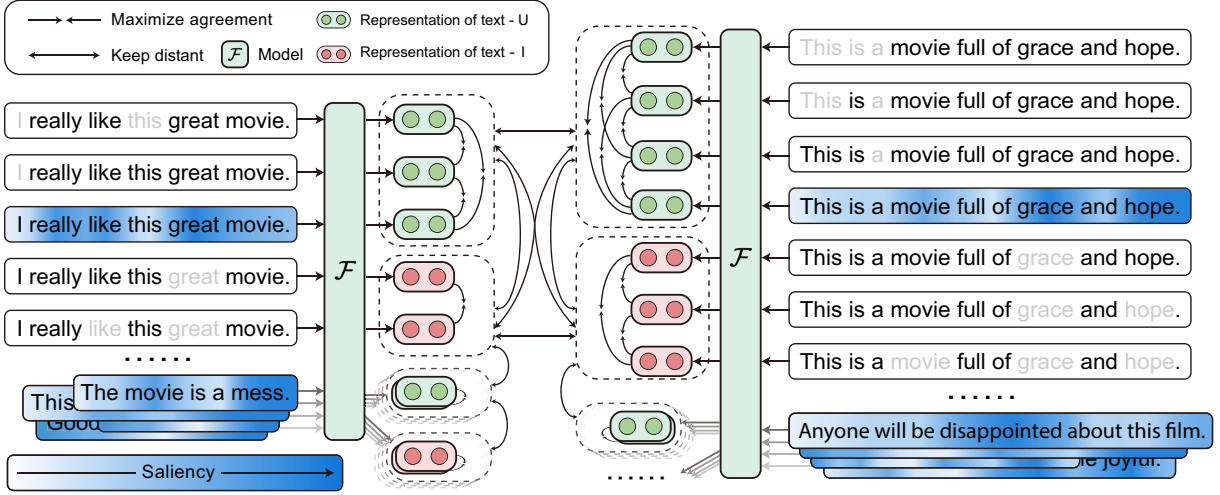 Maximize agreement
Representation of text - U
Keep distant
F
Model
Representation of text - I
I really like this great movie.
I really like this great movie.
I really like this great movie.
I really like this great movie.
I really like this great movie.
......
The movie is a mess.
This
Good
Saliency
F
This is a movie full of grace and hope.
This is a movie full of grace and hope.
This is a movie full of grace and hope.
This is a movie full of grace and hope.
This is a movie full of grace and hope.
This is a movie full of grace and hope.
This is a movie full of grace and hope.
......
Anyone will be disappointed about this film.
joyful.
F
......